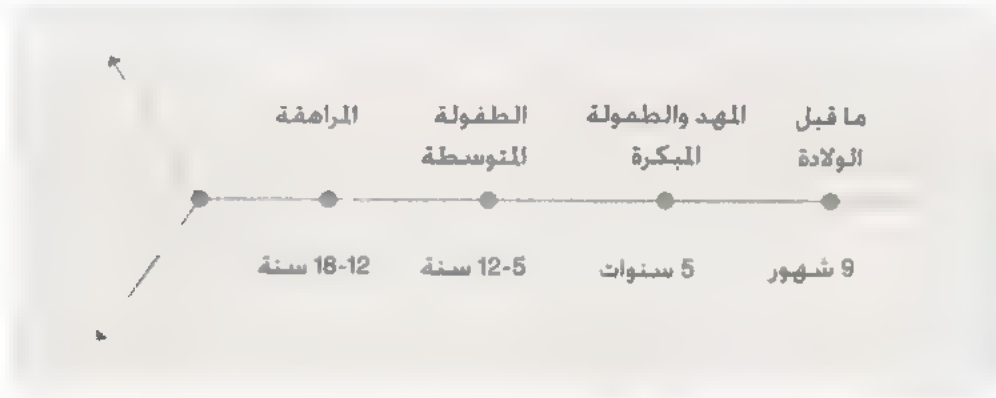 ما قبل
الولادة
المهد والطفولة
المبكرة
الطفولة
المتوسطة
المراهقة
9 شهور
5 سنوات
5-12 سنة
12-18 سنة